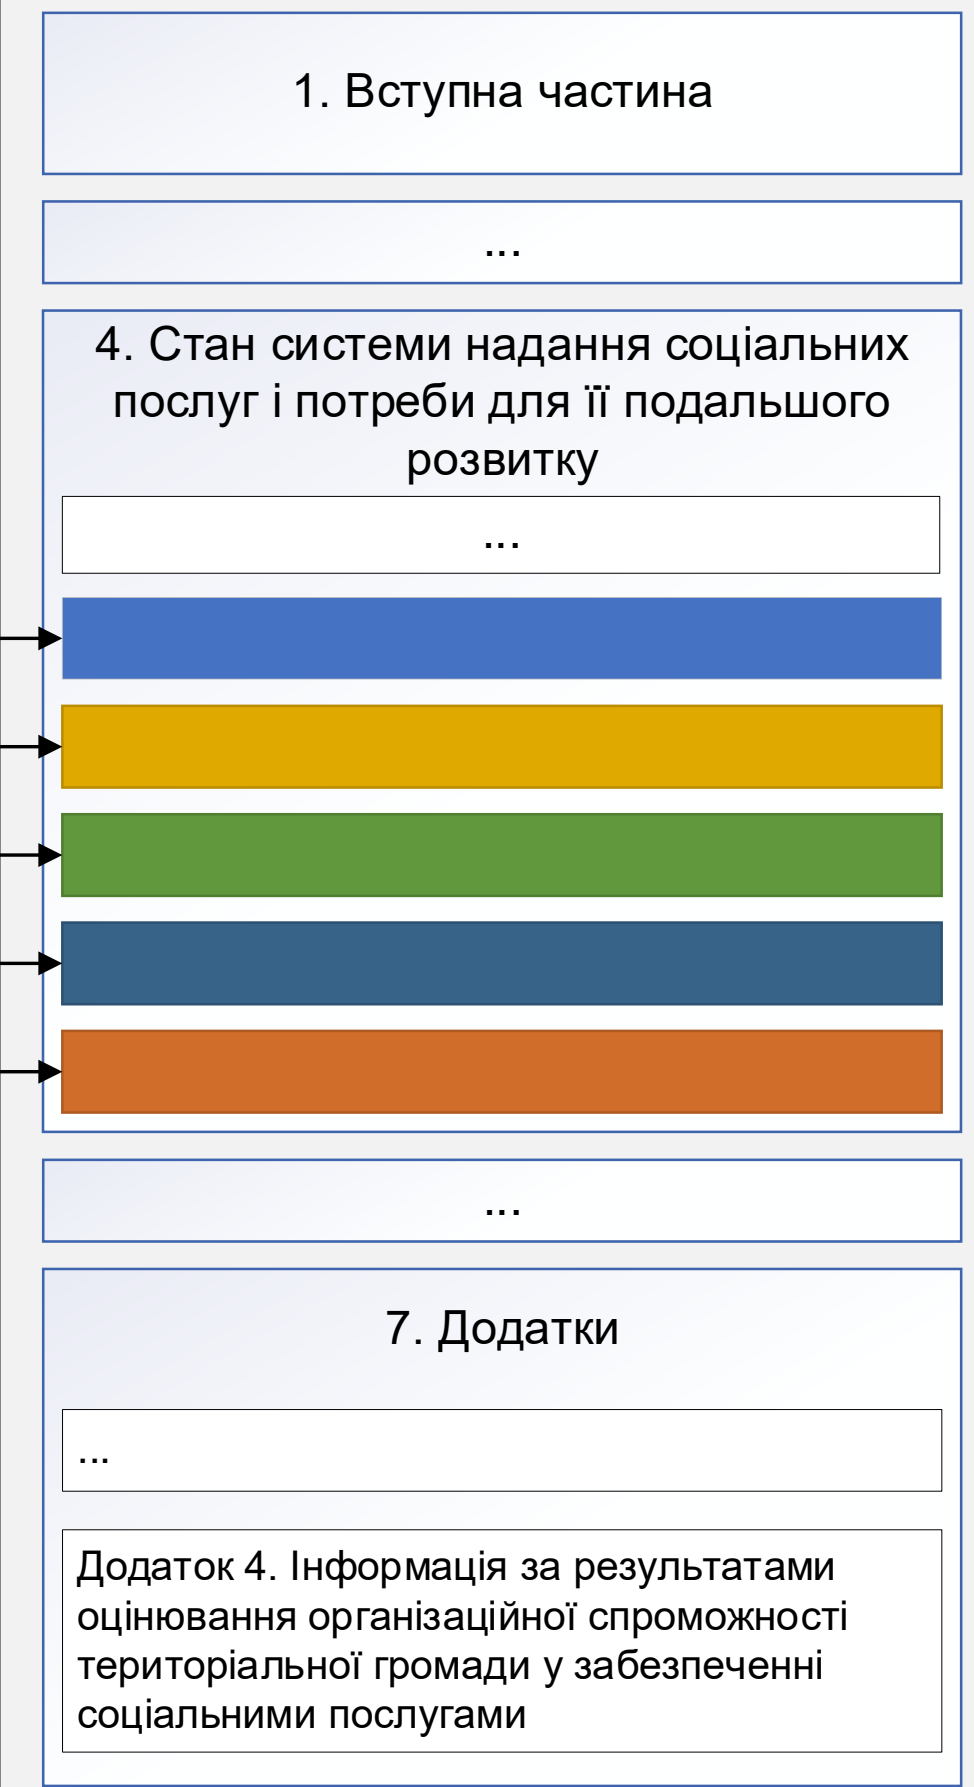 1. Вступна частина
...
4. Стан системи надання соціальних
послуг і потреби для її подальшого
розвитку
...
...
7. Додатки
...
Додаток 4. Інформація за результатами
оцінювання організаційної спроможності
територіальної громади у забезпеченні
соціальними послугами